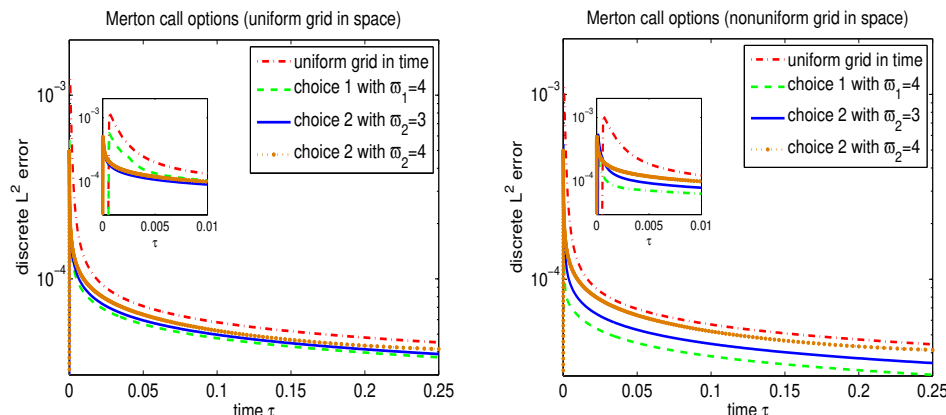 Merton call options (uniform grid in space)
uniform grid in time
choice 1 with ϖ₁=4
choice 2 with ϖ₂=3
choice 2 with ϖ₂=4
discrete L² error
10⁻³
10⁻⁴
10⁻³
10⁻⁴
0 0.005 0.01
τ
0 0.05 0.1 0.15 0.2 0.25
time τ
Merton call options (nonuniform grid in space)
uniform grid in time
choice 1 with ϖ₁=4
choice 2 with ϖ₂=3
choice 2 with ϖ₂=4
discrete L² error
10⁻³
10⁻⁴
10⁻³
10⁻⁴
0 0.005 0.01
τ
0 0.05 0.1 0.15 0.2 0.25
time τ